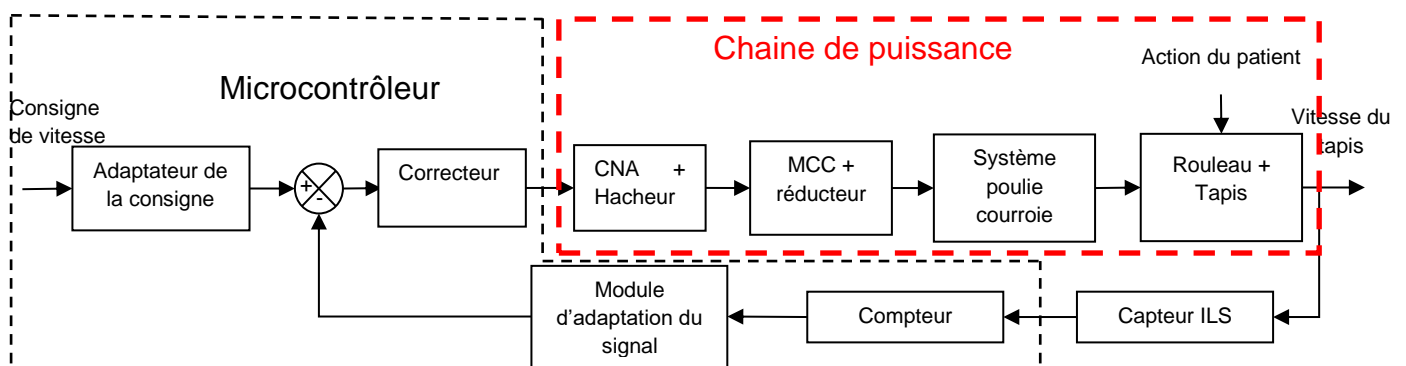 Chaine de puissance
Action du patient
Microcontrôleur
Consigne
de vitesse
Vitesse du
tapis
Adaptateur de
la consigne
+
-
Correcteur
CNA +
Hacheur
MCC +
réducteur
Système
poulie
courroie
Rouleau +
Tapis
Module
d'adaptation du
signal
Compteur
Capteur ILS